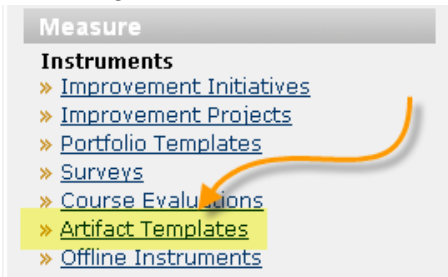 Measure
Instruments
» Improvement Initiatives
» Improvement Projects
» Portfolio Templates
» Surveys
» Course Evaluations
» Artifact Templates
» Offline Instruments